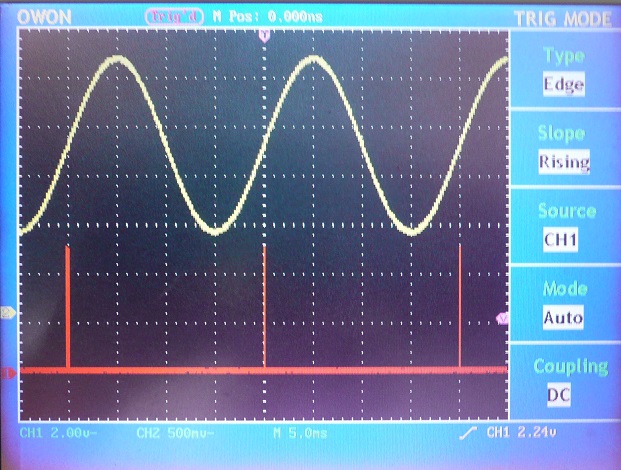 OWON Trig'd M Pos: 0.000ns TRIG MODE
Type
Edge
Slope
Rising
Source
CH1
Mode
Auto
Coupling
DC
CH1 2.00v~ CH2 500mv~ M 5.0ms CH1 2.24v